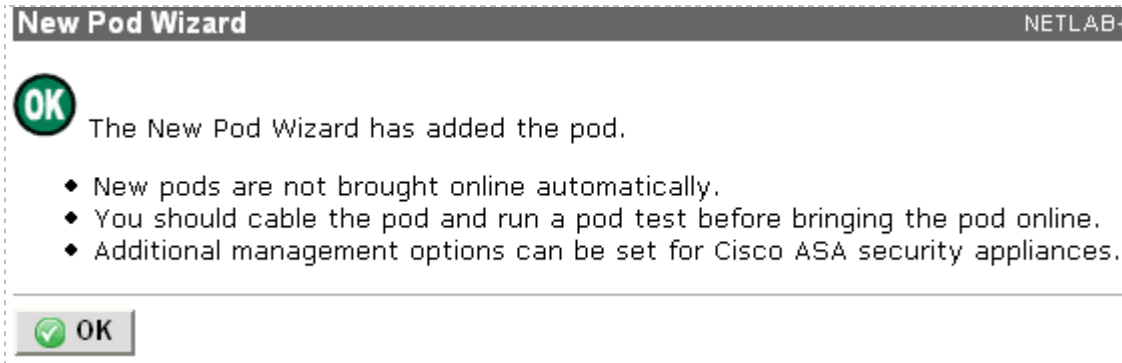 New Pod Wizard NETLAB+
OK The New Pod Wizard has added the pod.
New pods are not brought online automatically.
You should cable the pod and run a pod test before bringing the pod online.
Additional management options can be set for Cisco ASA security appliances.
OK